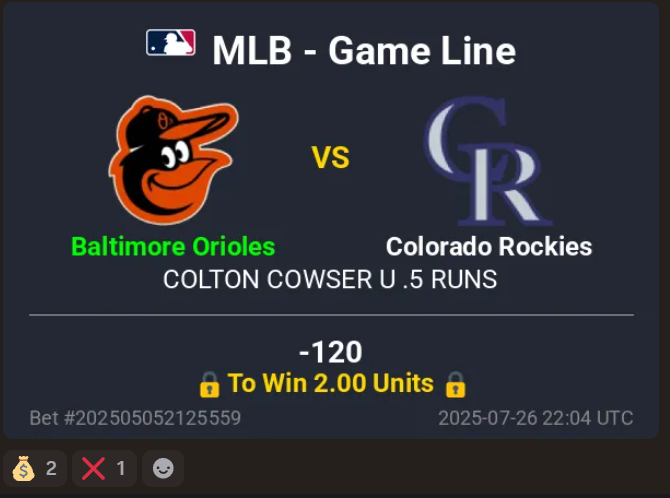 MLB - Game Line
VS
Baltimore Orioles
Colorado Rockies
COLTON COWSER U .5 RUNS
-120
To Win 2.00 Units
Bet #202505052125559
2025-07-26 22:04 UTC
2
1